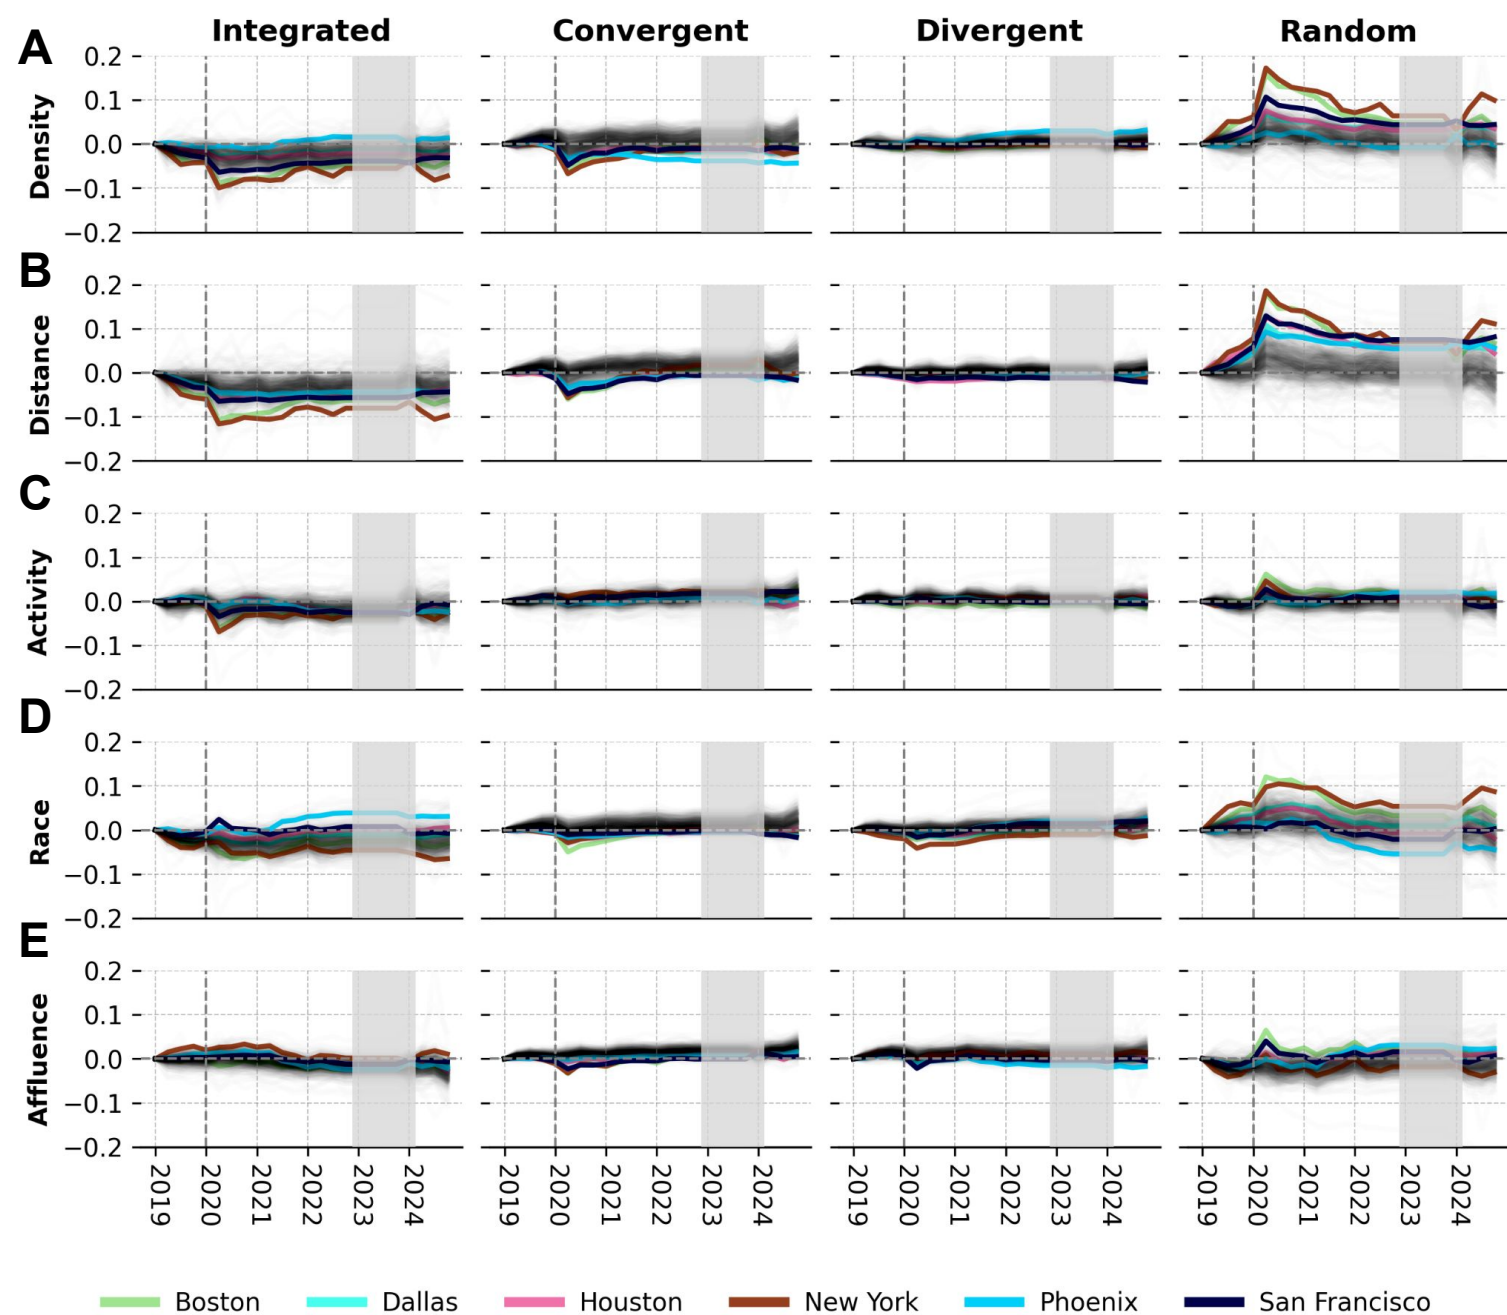 Integrated Convergent Divergent Random
A
Density
0.2
0.1
0.0
−0.1
−0.2
B
Distance
0.2
0.1
0.0
−0.1
−0.2
C
Activity
0.2
0.1
0.0
−0.1
−0.2
D
Race
0.2
0.1
0.0
−0.1
−0.2
E
Affluence
0.2
0.1
0.0
−0.1
−0.2
2019 2020 2021 2022 2023 2024 2019 2020 2021 2022 2023 2024 2019 2020 2021 2022 2023 2024 2019 2020 2021 2022 2023 2024
Boston Dallas Houston New York Phoenix San Francisco